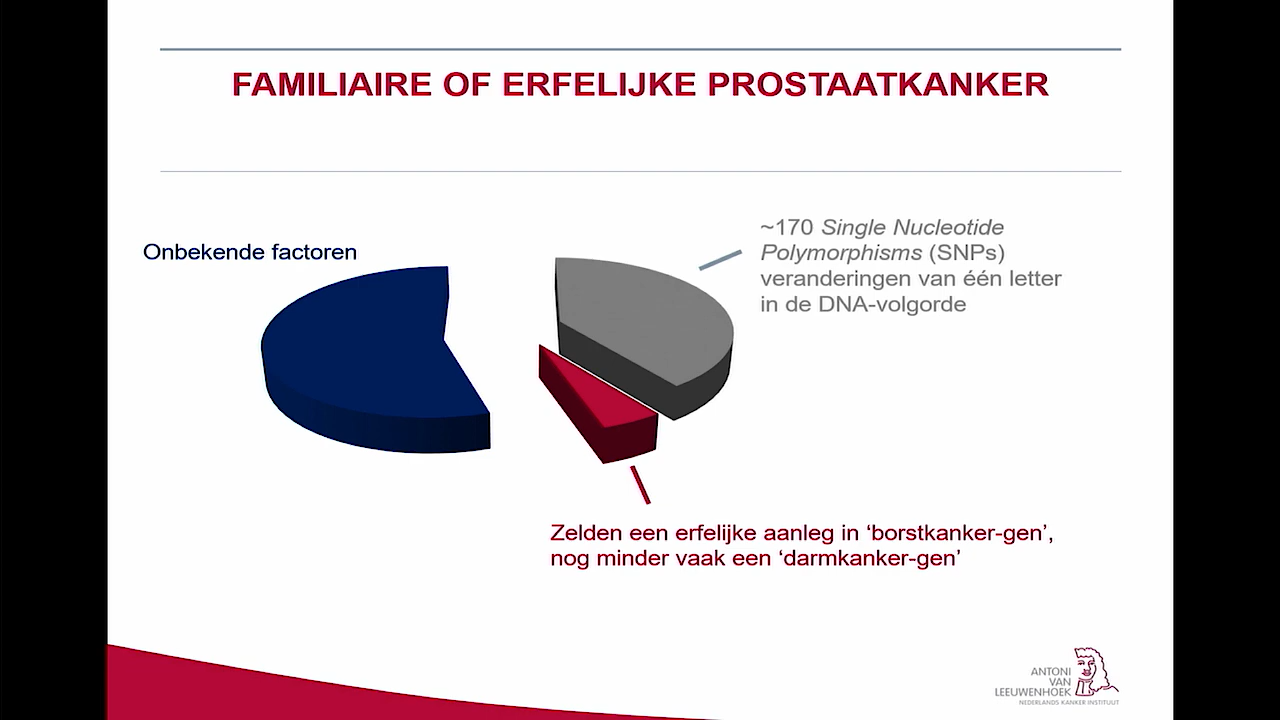 FAMILIAIRE OF ERFELIJKE PROSTAATKANKER
Onbekende factoren
~170 Single Nucleotide
Polymorphisms (SNPs)
veranderingen van één letter
in de DNA-volgorde
Zelden een erfelijke aanleg in ‘borstkanker-gen’,
nog minder vaak een ‘darmkanker-gen’
ANTONI
VAN
LEEUWENHOEK
NEDERLANDS KANKER INSTITUUT